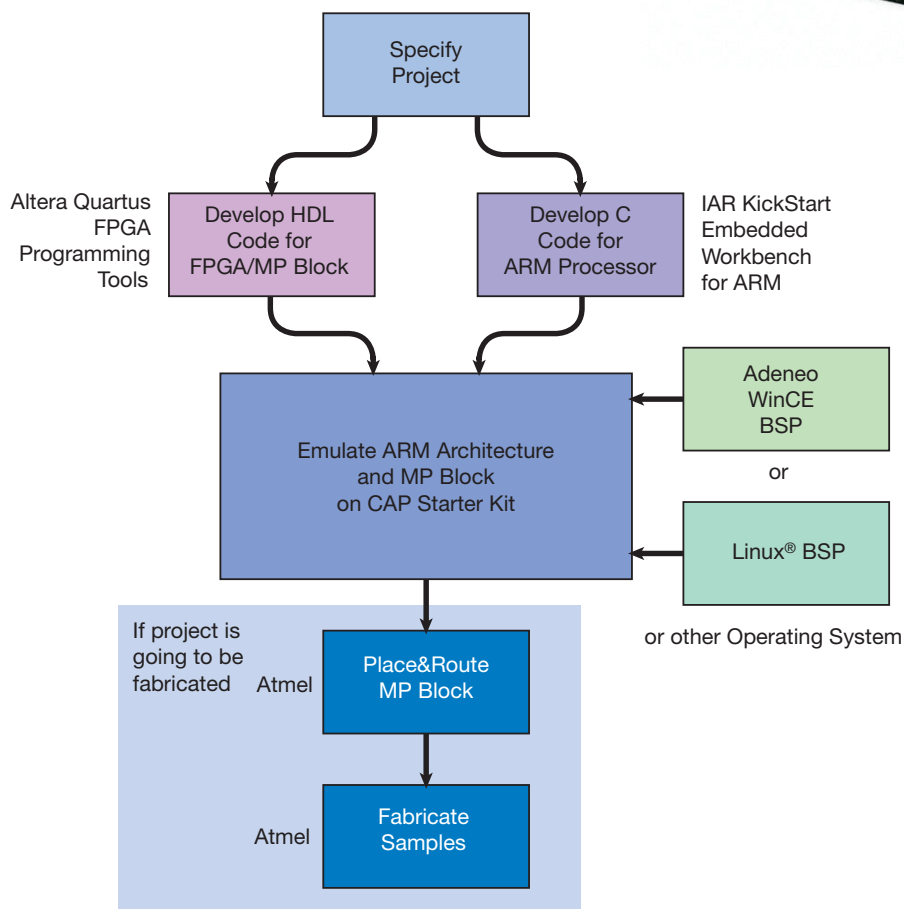 Specify
Project
Altera Quartus
FPGA
Programming
Tools
Develop HDL
Code for
FPGA/MP Block
Develop C
Code for
ARM Processor
IAR KickStart
Embedded
Workbench
for ARM
Emulate ARM Architecture
and MP Block
on CAP Starter Kit
Adeneo
WinCE
BSP
or
Linux® BSP
or other Operating System
If project is
going to be
fabricated
Atmel
Place&Route
MP Block
Atmel
Fabricate
Samples